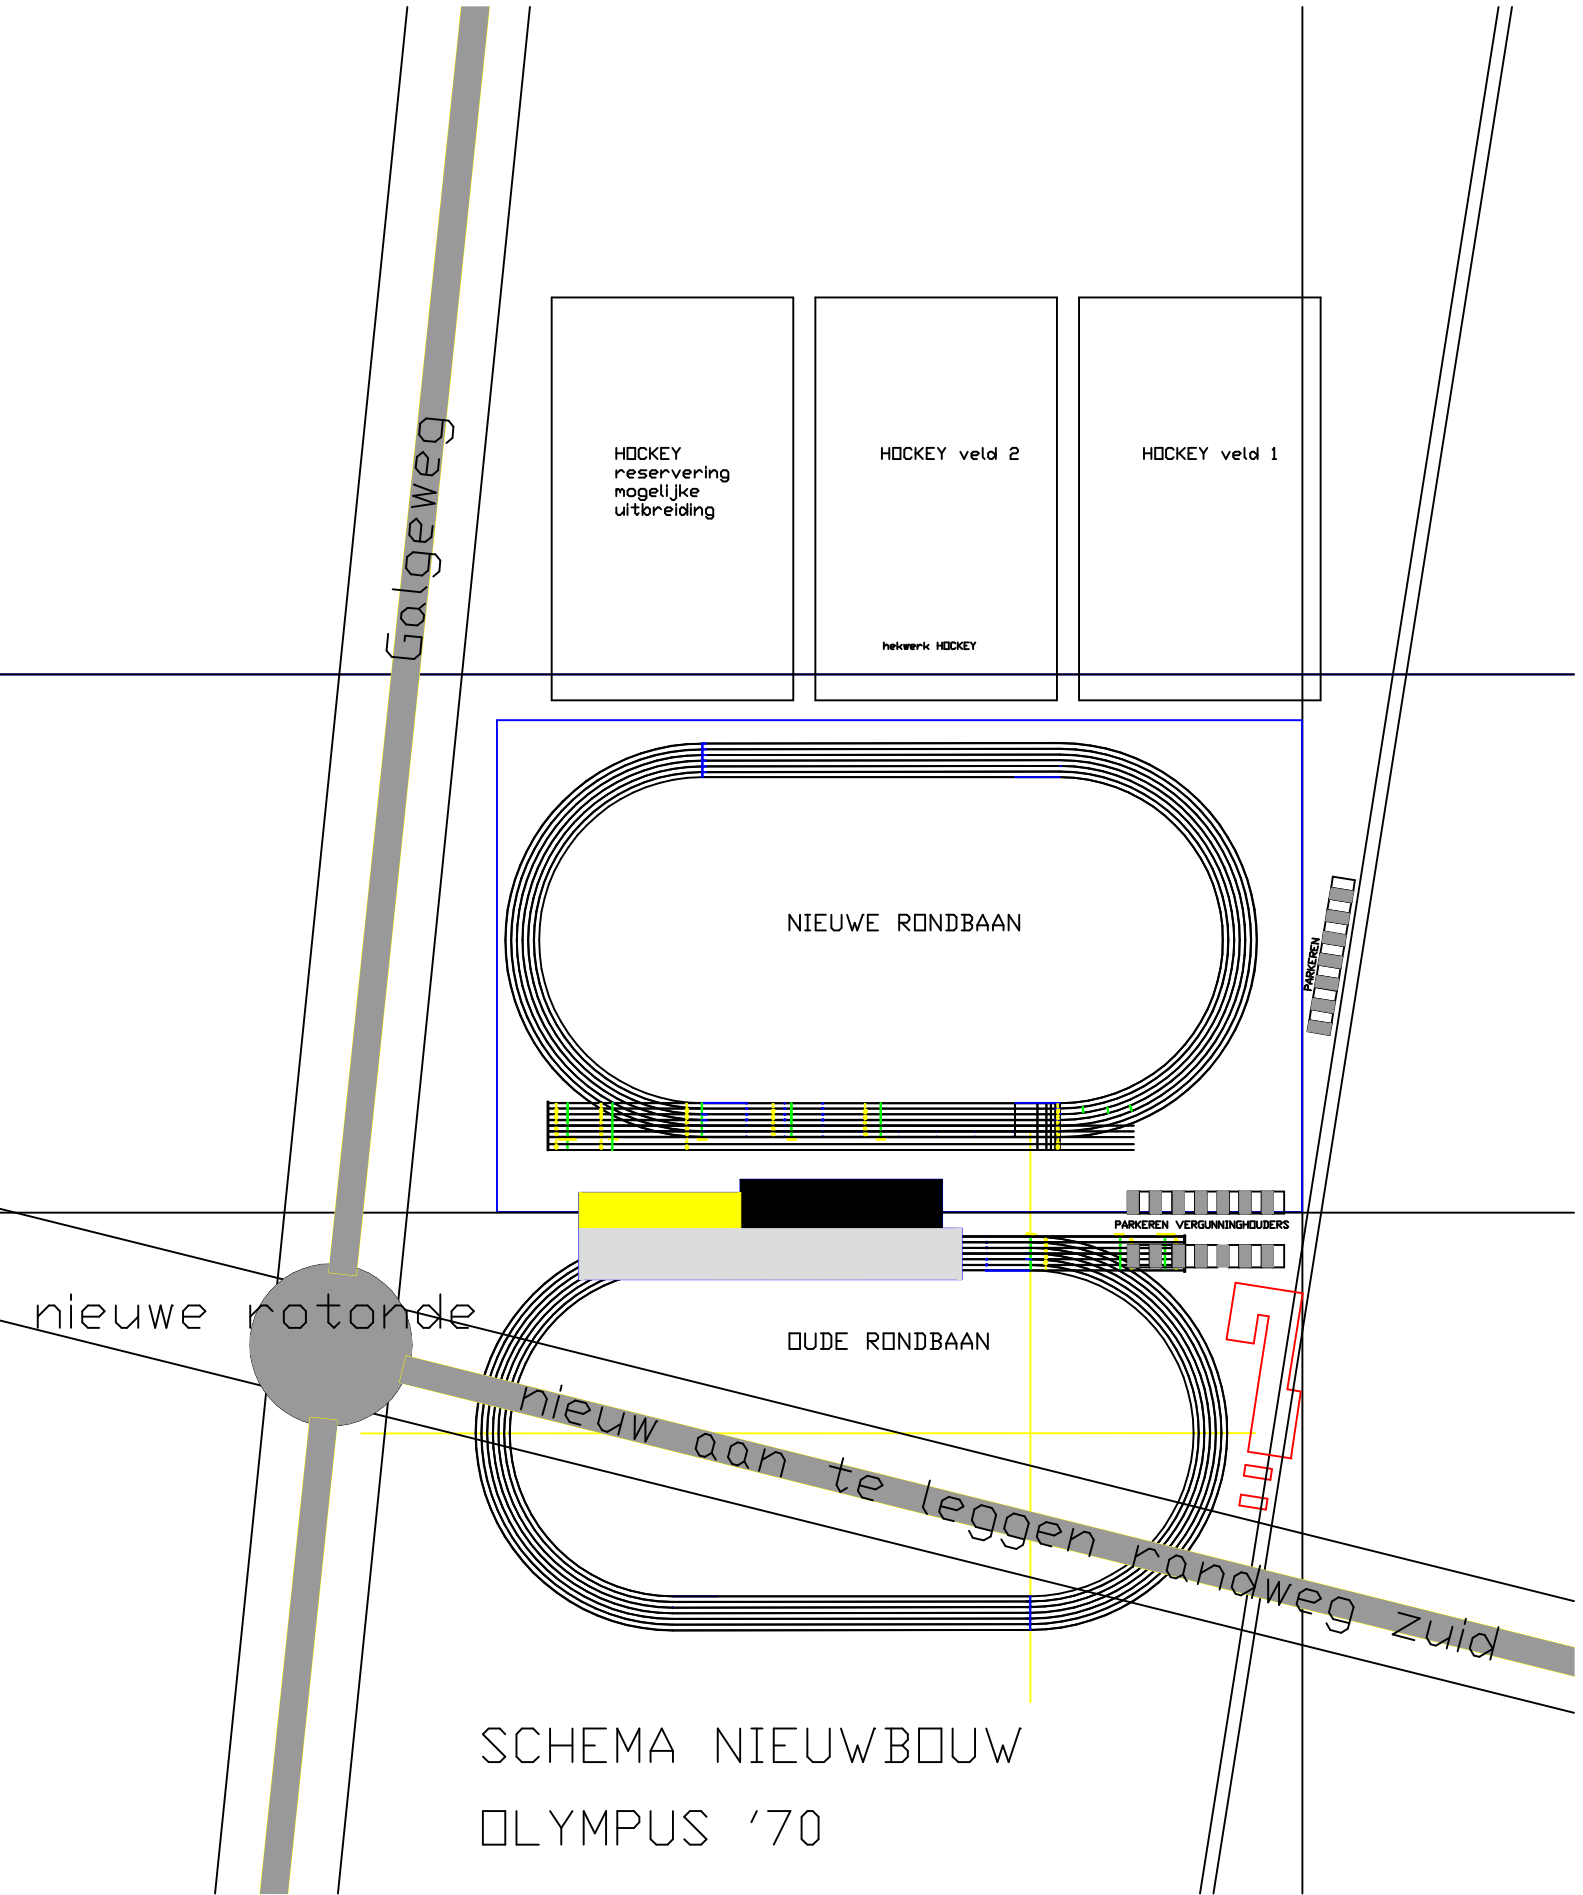 Galgeweg
HOCKEY
reservering
mogelijke
uitbreiding
HOCKEY veld 2
HOCKEY veld 1
hekwerk HOCKEY
NIEUWE RONDBAAN
PARKEREN
PARKEREN VERGUNNINGHOUDERS
nieuwe rotonde
OUDE RONDBAAN
nieuw aan te leggen randweg zuid
SCHEMA NIEUWBOUW
OLYMPUS '70